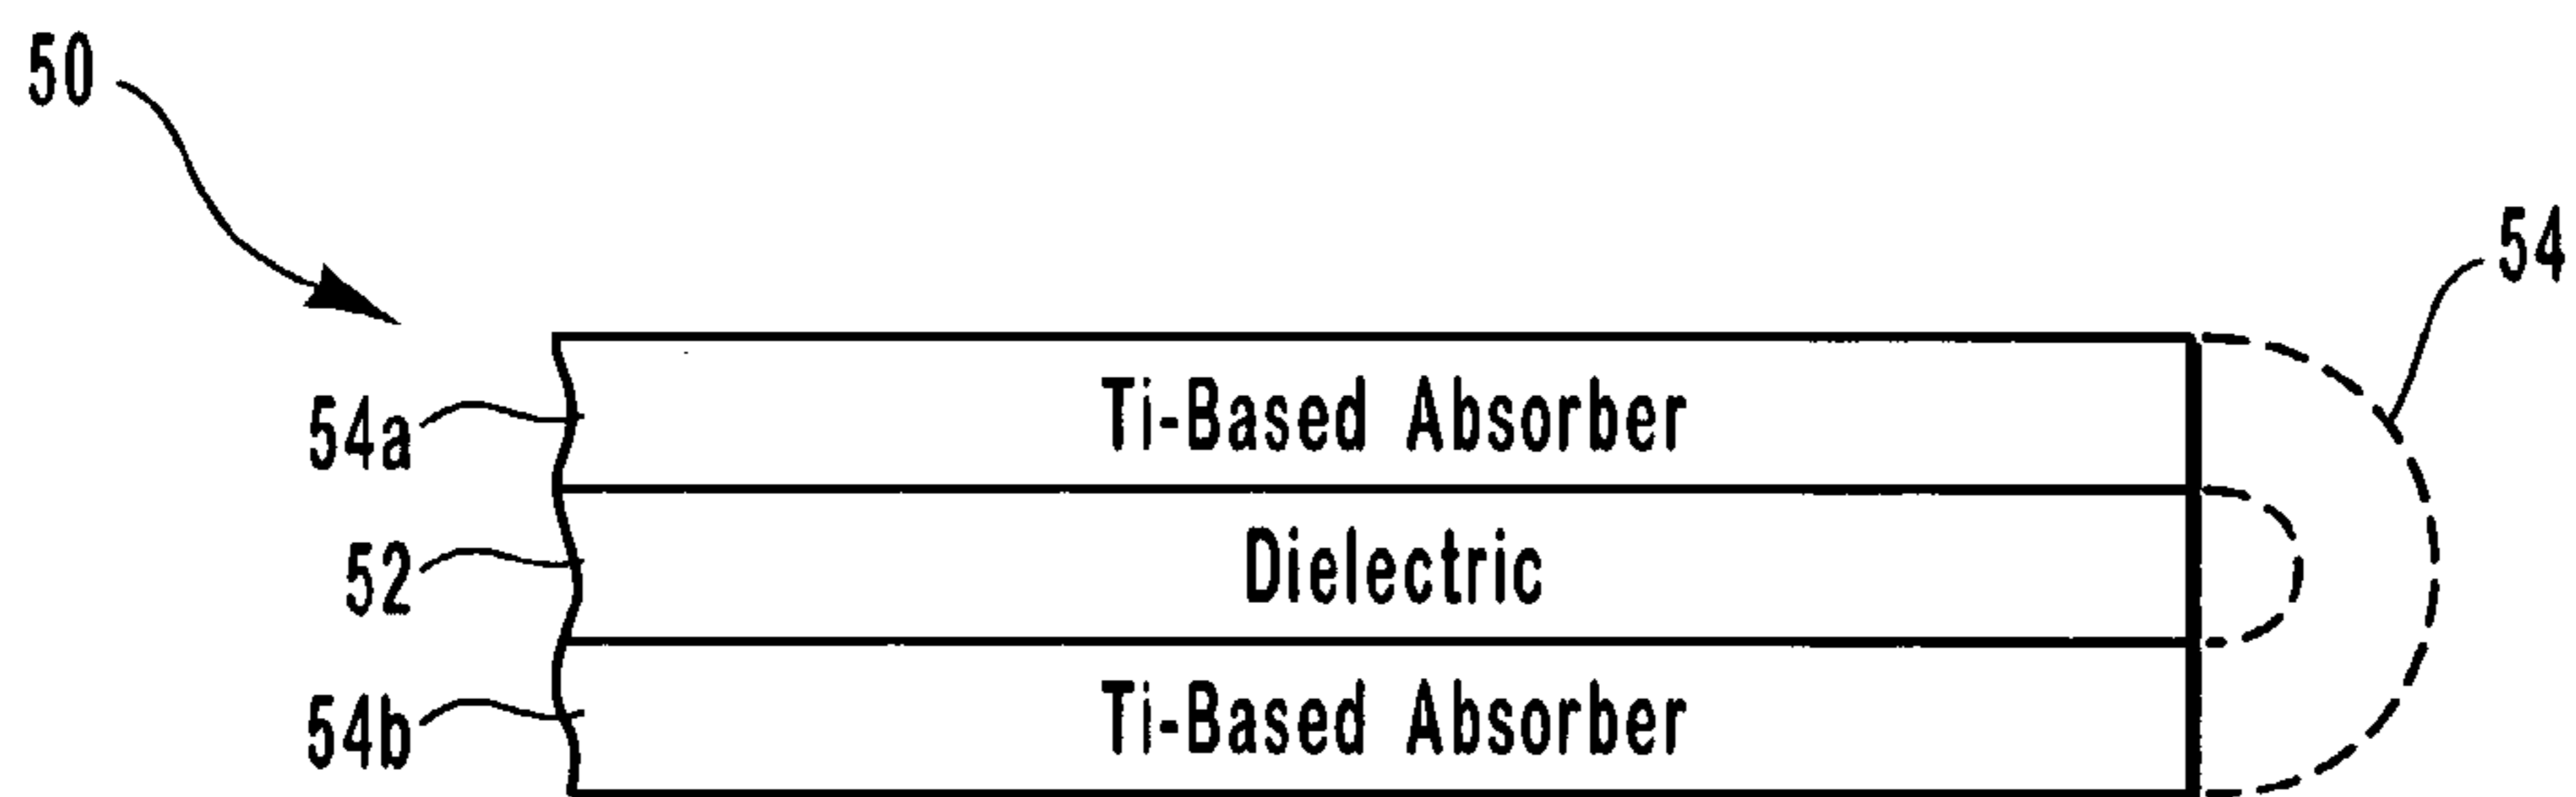 50
54
54a Ti-Based Absorber
52 Dielectric
54b Ti-Based Absorber